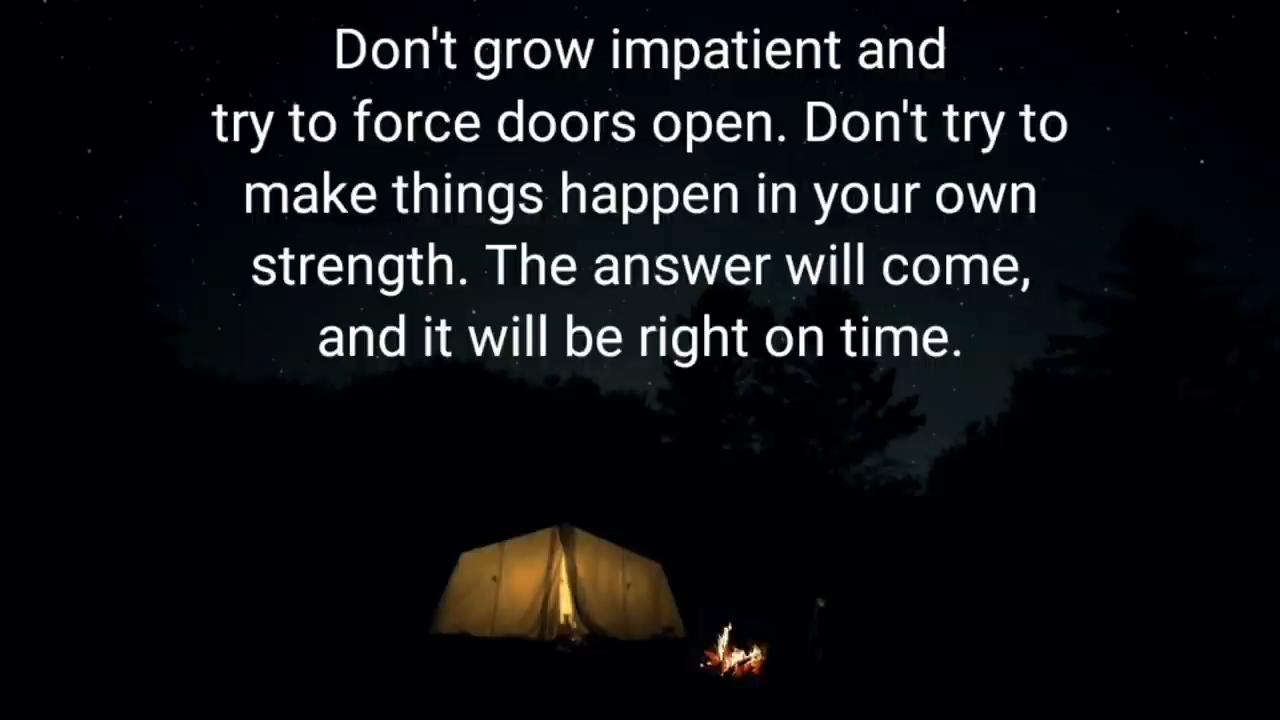 Don't grow impatient and
try to force doors open. Don't try to
make things happen in your own
strength. The answer will come,
and it will be right on time.